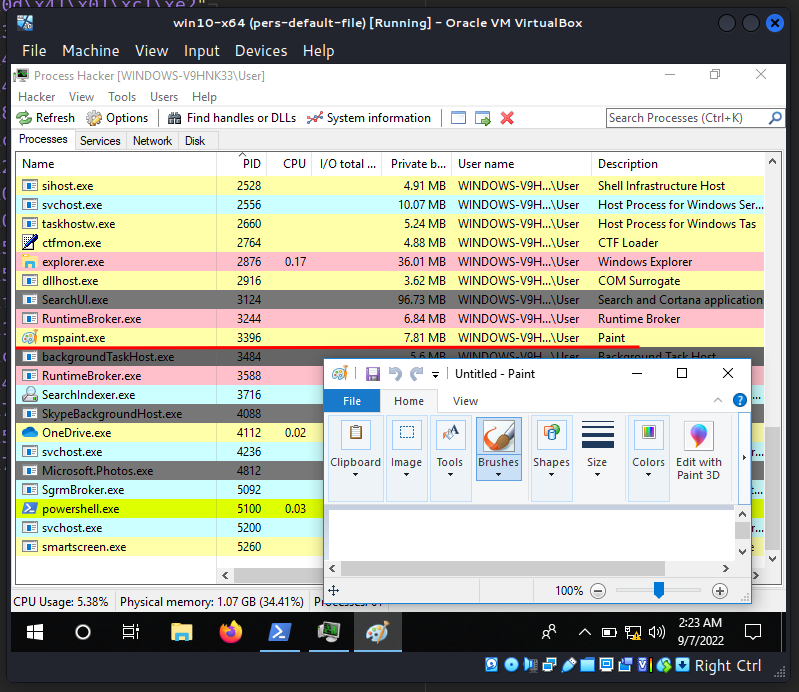 0d\x41\x01\xc1\xe2"
win10-x64 (pers-default-file) [Running] - Oracle VM VirtualBox
File Machine View Input Devices Help
Process Hacker [WINDOWS-V9HNK33\User]
Hacker View Tools Users Help
Refresh Options Find handles or DLLs System information Search Processes (Ctrl+K)
Processes Services Network Disk
Name PID CPU I/O total ... Private b... User name Description
sihost.exe 2528 4.91 MB WINDOWS-V9H...\User Shell Infrastructure Host
svchost.exe 2556 10.07 MB WINDOWS-V9H...\User Host Process for Windows Ser...
taskhostw.exe 2660 5.24 MB WINDOWS-V9H...\User Host Process for Windows Tas
ctfmon.exe 2764 4.88 MB WINDOWS-V9H...\User CTF Loader
explorer.exe 2876 0.17 36.01 MB WINDOWS-V9H...\User Windows Explorer
dllhost.exe 2916 3.62 MB WINDOWS-V9H...\User COM Surrogate
SearchUI.exe 3124 96.73 MB WINDOWS-V9H...\User Search and Cortana application
RuntimeBroker.exe 3244 6.84 MB WINDOWS-V9H...\User Runtime Broker
mspaint.exe 3396 7.81 MB WINDOWS-V9H...\User Paint
backgroundTaskHost.exe 3484 5.6 MB WINDOWS-V9H...\User Background Task Host
RuntimeBroker.exe 3588
SearchIndexer.exe 3716
SkypeBackgroundHost.exe 4088
OneDrive.exe 4112 0.02
svchost.exe 4236
Microsoft.Photos.exe 4812
SgrmBroker.exe 5092
powershell.exe 5100 0.03
svchost.exe 5200
smartscreen.exe 5260
Untitled - Paint
File Home View
Clipboard Image Tools Brushes Shapes Size Colors Edit with
Paint 3D
100%
CPU Usage: 5.38% Physical memory: 1.07 GB (34.41%)
2:23 AM
9/7/2022
Right Ctrl